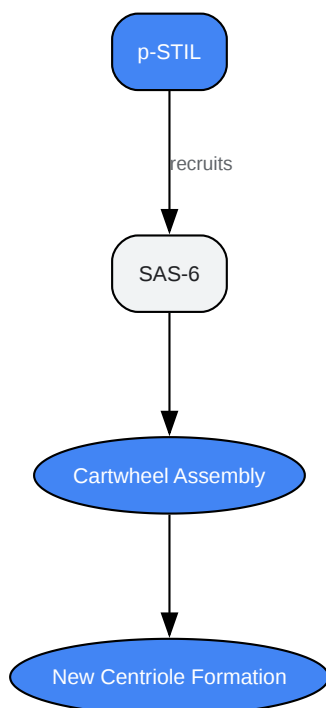 p-STIL
recruits
SAS-6
Cartwheel Assembly
New Centriole Formation